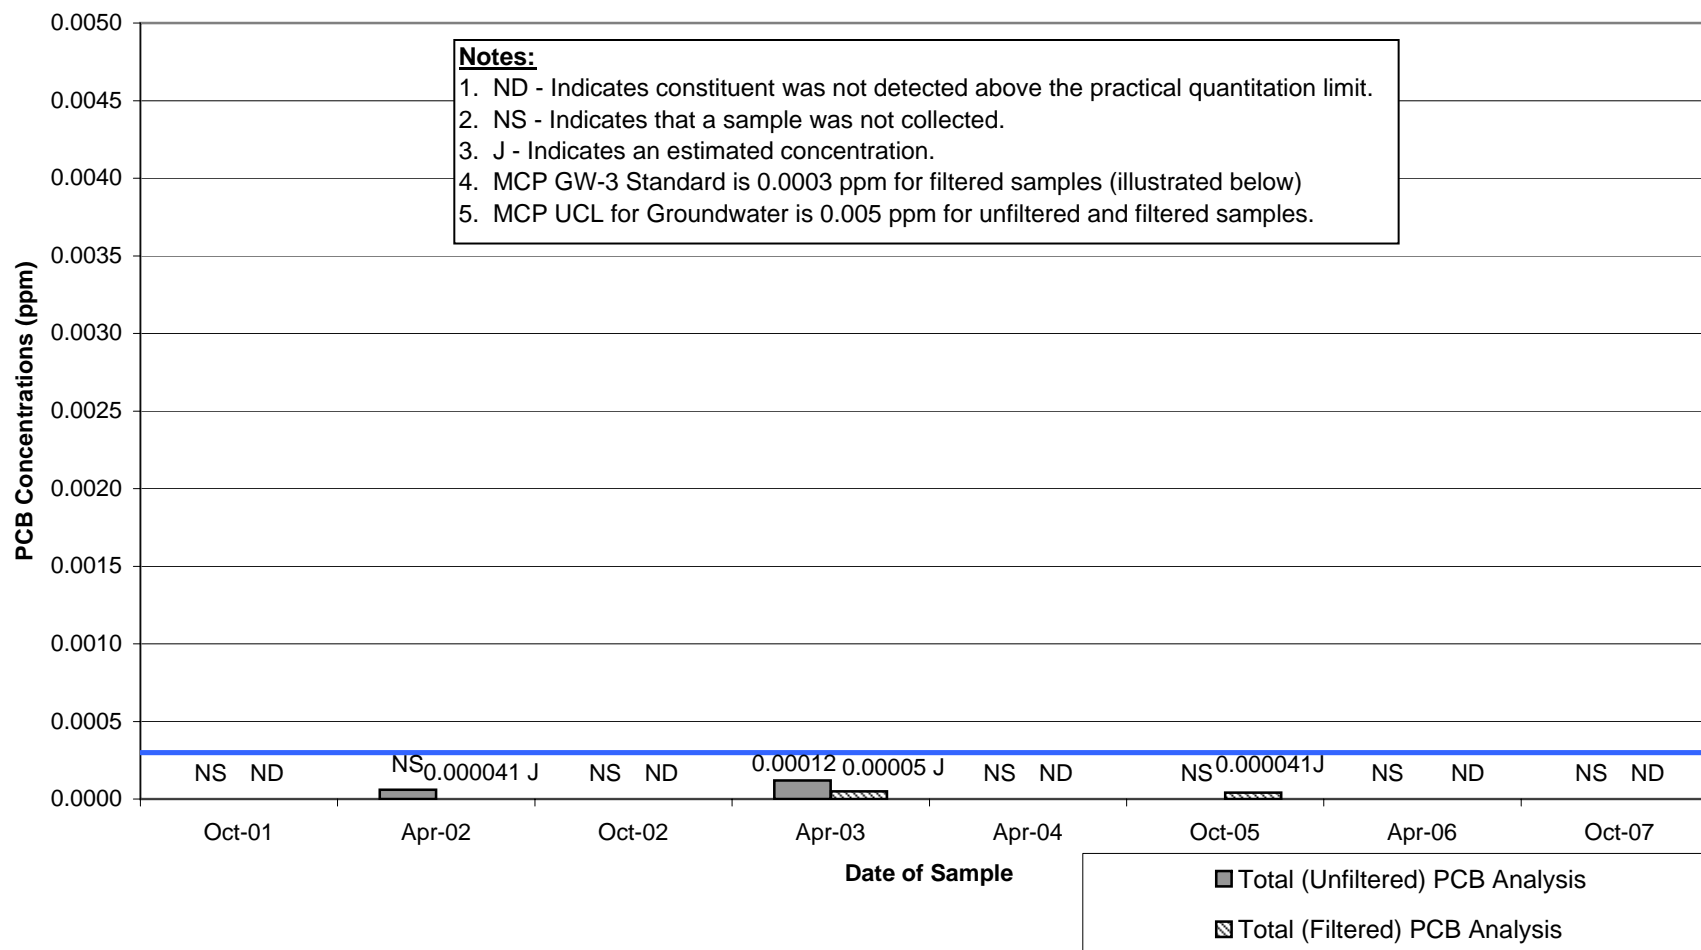 0.0050
Notes:
1. ND - Indicates constituent was not detected above the practical quantitation limit.
0.0045
2. NS - Indicates that a sample was not collected.
3. J - Indicates an estimated concentration.
0.0040
4. MCP GW-3 Standard is 0.0003 ppm for filtered samples (illustrated below)
5. MCP UCL for Groundwater is 0.005 ppm for unfiltered and filtered samples.
0.0035
0.0030
0.0025
0.0020
0.0015
0.0010
0.0005
0.0000
PCB Concentrations (ppm)
NS ND NS 0.000041 J NS ND 0.00012 0.00005 J NS ND NS 0.000041J NS ND NS ND
Oct-01 Apr-02 Oct-02 Apr-03 Apr-04 Oct-05 Apr-06 Oct-07
Date of Sample
Total (Unfiltered) PCB Analysis
Total (Filtered) PCB Analysis